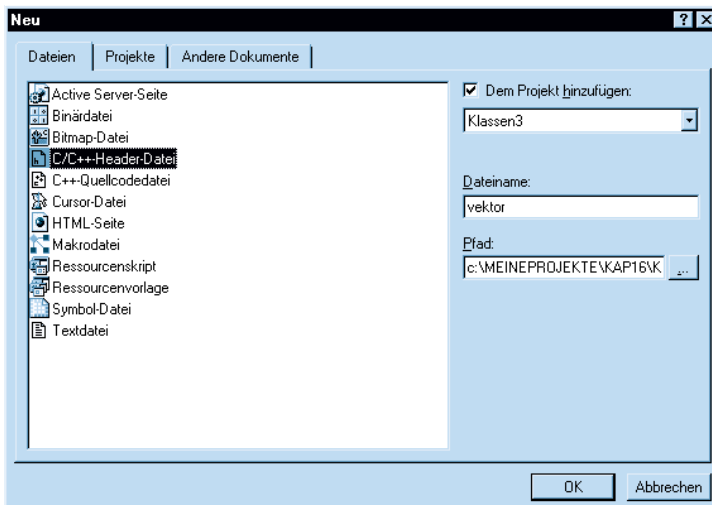 Neu
Dateien
Projekte
Andere Dokumente
Active Server-Seite
Binärdatei
Bitmap-Datei
C/C++-Header-Datei
C++-Quellcodedatei
Cursor-Datei
HTML-Seite
Makrodatei
Ressourcenskript
Ressourcenvorlage
Symbol-Datei
Textdatei
Dem Projekt hinzufügen:
Klassen3
Dateiname:
vektor
Pfad:
c:\MEINEPROJEKTE\KAP16\K
...
OK
Abbrechen